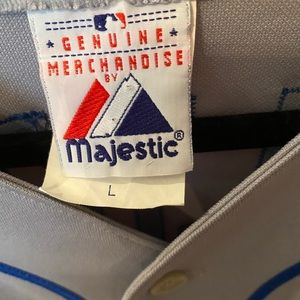 GENUINE
MERCHANDISE
BY
Majestic®
L